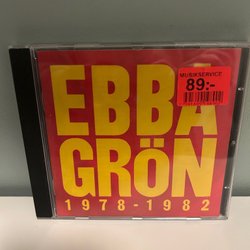 MUSIKSERVICE
89:-
EBBA
GRÖN
1978-1982